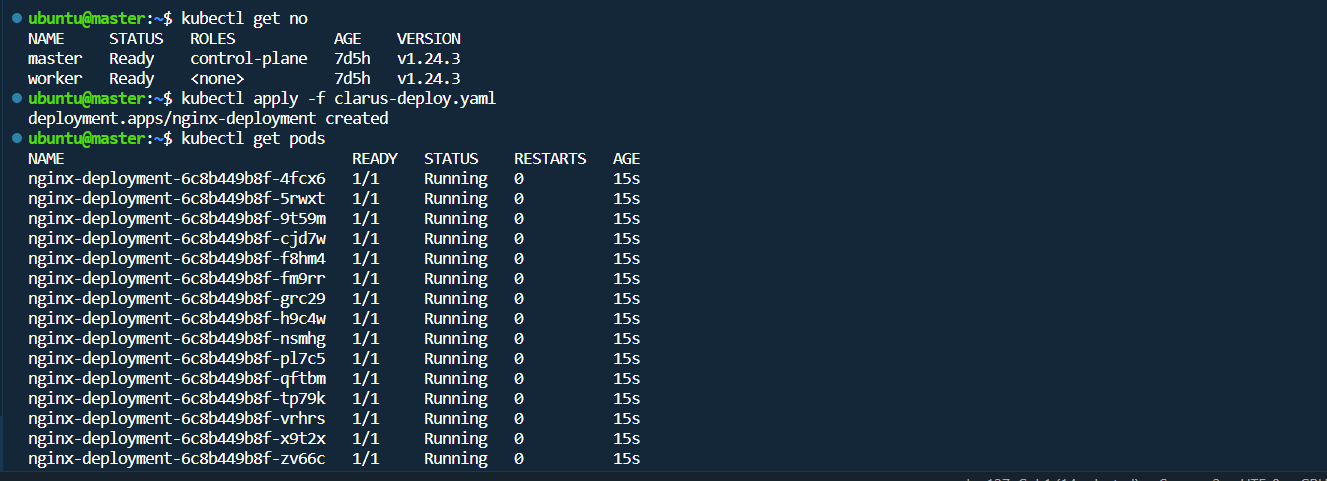 ubuntu@master:~$ kubectl get no
NAME STATUS ROLES AGE VERSION
master Ready control-plane 7d5h v1.24.3
worker Ready <none> 7d5h v1.24.3
ubuntu@master:~$ kubectl apply -f clarus-deploy.yaml
deployment.apps/nginx-deployment created
ubuntu@master:~$ kubectl get pods
NAME READY STATUS RESTARTS AGE
nginx-deployment-6c8b449b8f-4fcx6 1/1 Running 0 15s
nginx-deployment-6c8b449b8f-5rwxt 1/1 Running 0 15s
nginx-deployment-6c8b449b8f-9t59m 1/1 Running 0 15s
nginx-deployment-6c8b449b8f-cjd7w 1/1 Running 0 15s
nginx-deployment-6c8b449b8f-f8hm4 1/1 Running 0 15s
nginx-deployment-6c8b449b8f-fm9rr 1/1 Running 0 15s
nginx-deployment-6c8b449b8f-grc29 1/1 Running 0 15s
nginx-deployment-6c8b449b8f-h9c4w 1/1 Running 0 15s
nginx-deployment-6c8b449b8f-nsmhg 1/1 Running 0 15s
nginx-deployment-6c8b449b8f-pl7c5 1/1 Running 0 15s
nginx-deployment-6c8b449b8f-qftbm 1/1 Running 0 15s
nginx-deployment-6c8b449b8f-tp79k 1/1 Running 0 15s
nginx-deployment-6c8b449b8f-vrhrs 1/1 Running 0 15s
nginx-deployment-6c8b449b8f-x9t2x 1/1 Running 0 15s
nginx-deployment-6c8b449b8f-zv66c 1/1 Running 0 15s